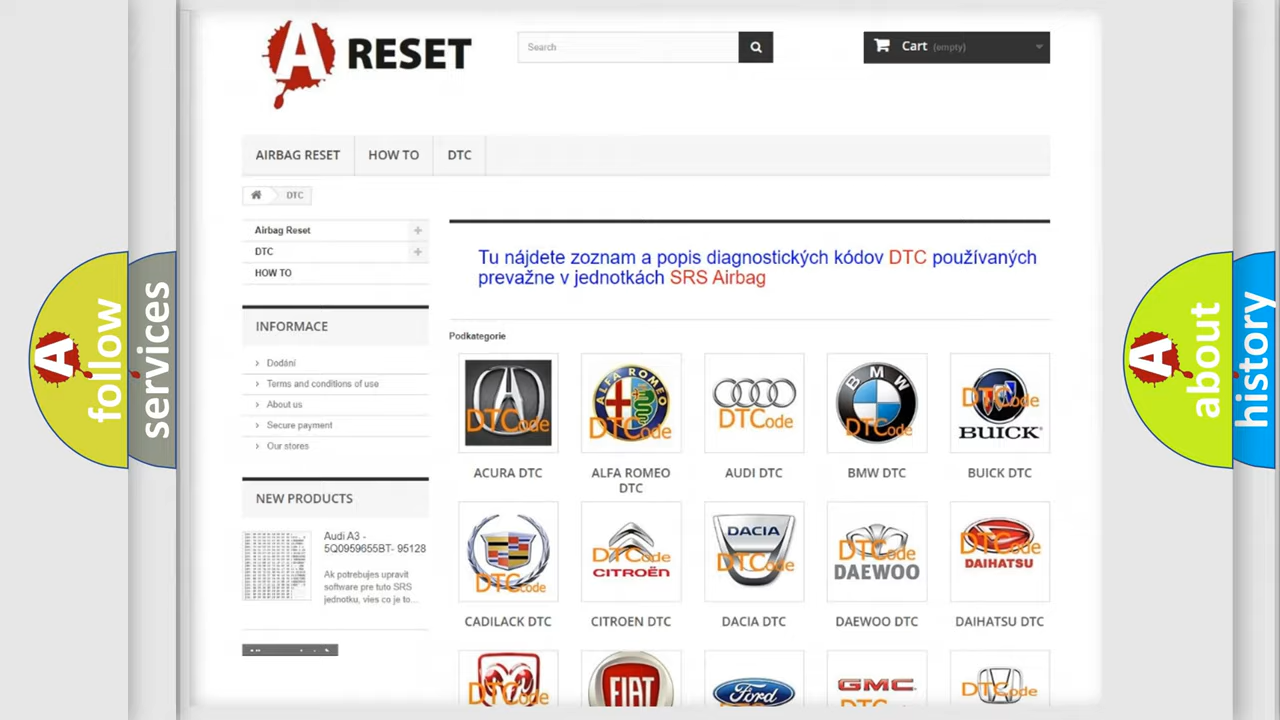 A RESET
Search
Cart (empty)
AIRBAG RESET
HOW TO
DTC
DTC
Airbag Reset
DTC
HOW TO
INFORMACE
Dodání
Terms and conditions of use
About us
Secure payment
Our stores
NEW PRODUCTS
Audi A3 -
5Q0959655BT- 95128
Ak potrebujes upravit
software pre tuto SRS
jednotku, vies co je to...
Tu nájdete zoznam a popis diagnostických kódov DTC používaných
prevažne v jednotkách SRS Airbag
Podkategorie
DTCode
ALFA ROMEO
DTCode
DTCode
BMW
DTCode
DTCode
BUICK
ACURA DTC
ALFA ROMEO
DTC
AUDI DTC
BMW DTC
BUICK DTC
DTCode
DTCode
CITROËN
DACIA
DTCode
DTCode
DAEWOO
DTCode
DAIHATSU
CADILACK DTC
CITROEN DTC
DACIA DTC
DAEWOO DTC
DAIHATSU DTC
DTCode
FIAT
Ford
GMC
DTCode
A follow
services
A about
history